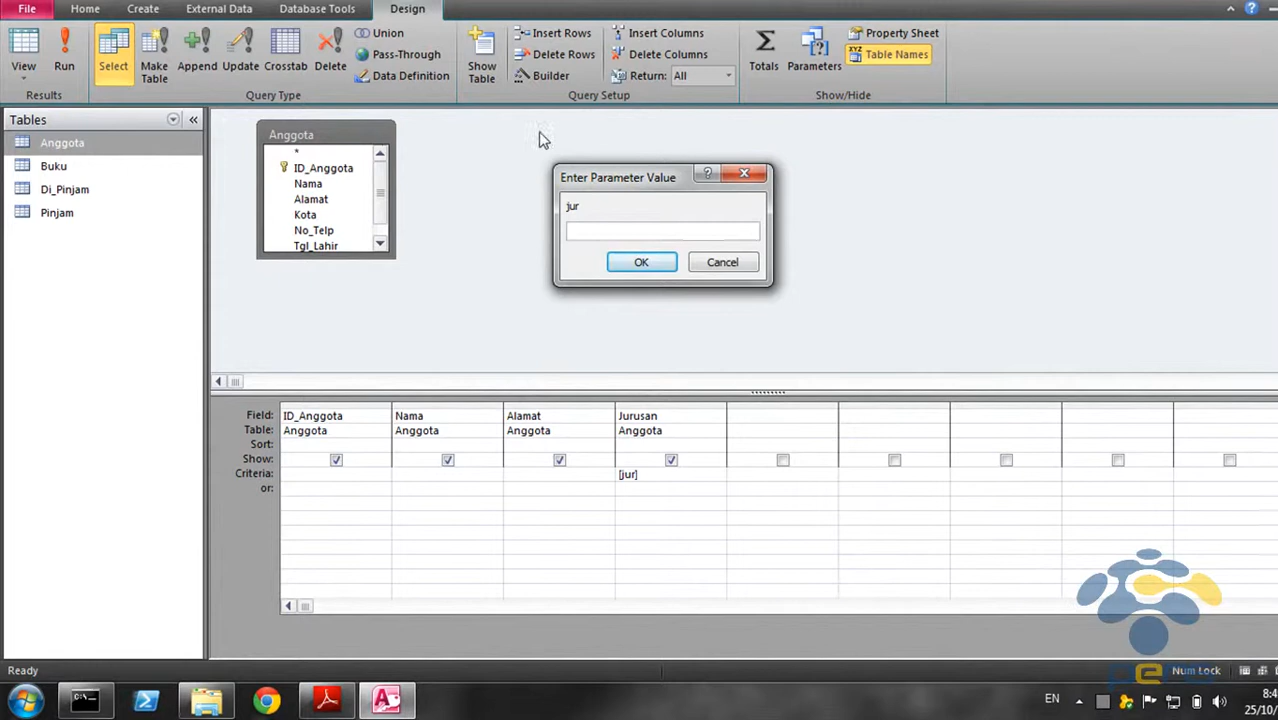 File Home Create External Data Database Tools Design
View
Run
Select
Make Table
Append
Update
Crosstab
Delete
Union
Pass-Through
Data Definition
Show Table
Insert Rows
Delete Rows
Builder
Insert Columns
Delete Columns
Return: All
Totals
Parameters
Property Sheet
XYZ Table Names
Results Query Type Query Setup Show/Hide
Tables
Anggota
Buku
Di_Pinjam
Pinjam
Anggota
*
ID_Anggota
Nama
Alamat
Kota
No_Telp
Tgl_Lahir
Enter Parameter Value
jur
OK Cancel
Field: ID_Anggota Nama Alamat Jurusan
Table: Anggota Anggota Anggota Anggota
Sort:
Show:
Criteria: [jur]
or:
Ready Num Lock
EN